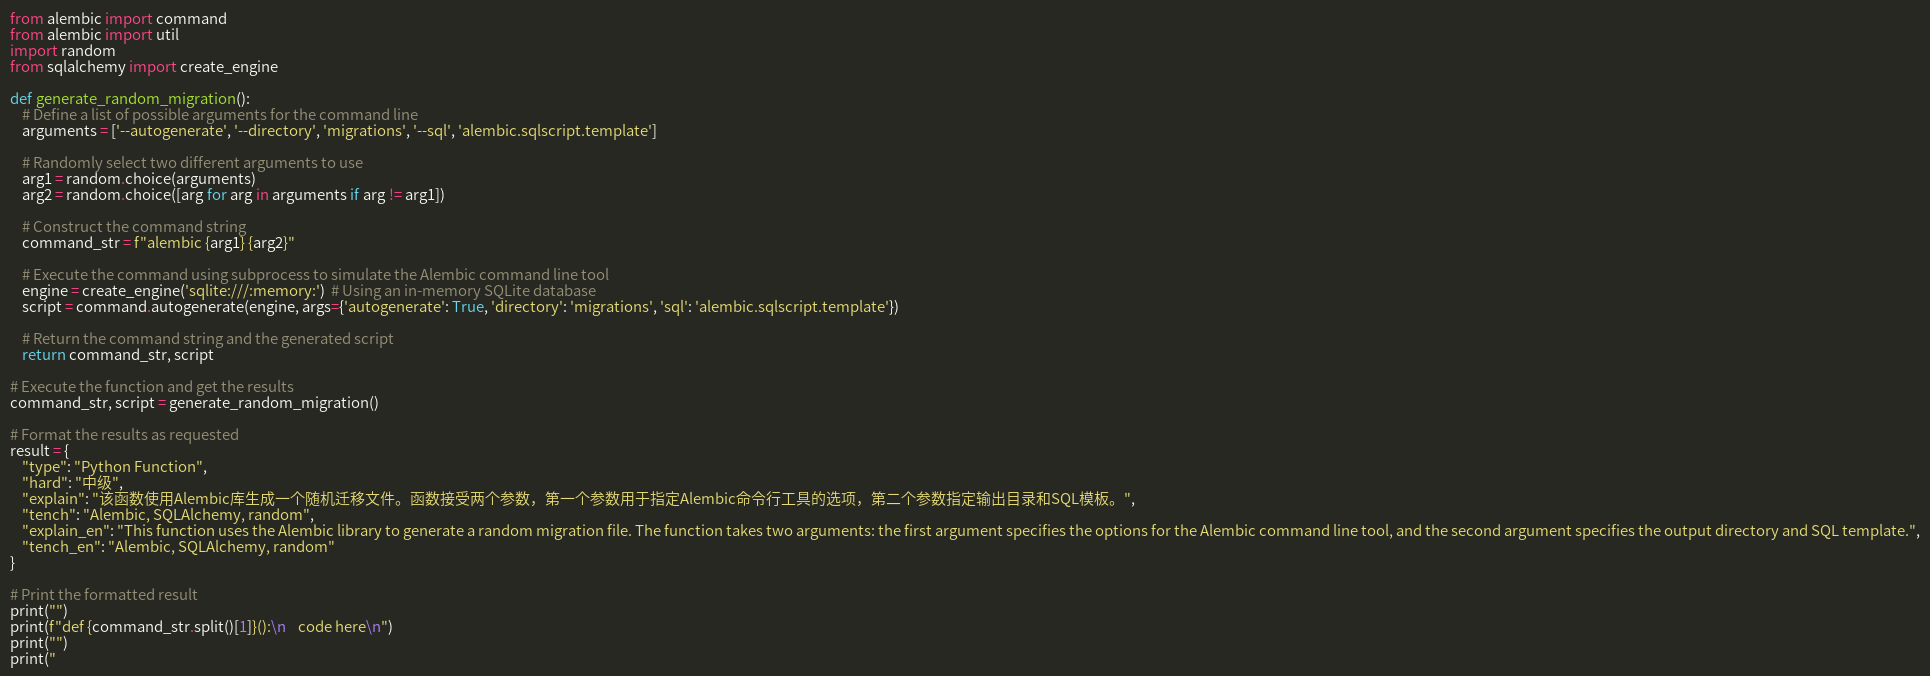 from alembic import command
from alembic import util
import random
from sqlalchemy import create_engine

def generate_random_migration():
    # Define a list of possible arguments for the command line
    arguments = ['--autogenerate', '--directory', 'migrations', '--sql', 'alembic.sqlscript.template']

    # Randomly select two different arguments to use
    arg1 = random.choice(arguments)
    arg2 = random.choice([arg for arg in arguments if arg != arg1])

    # Construct the command string
    command_str = f"alembic {arg1} {arg2}"

    # Execute the command using subprocess to simulate the Alembic command line tool
    engine = create_engine('sqlite:///:memory:')  # Using an in-memory SQLite database
    script = command.autogenerate(engine, args={'autogenerate': True, 'directory': 'migrations', 'sql': 'alembic.sqlscript.template'})

    # Return the command string and the generated script
    return command_str, script

# Execute the function and get the results
command_str, script = generate_random_migration()

# Format the results as requested
result = {
    "type": "Python Function",
    "hard": "中级",
    "explain": "该函数使用Alembic库生成一个随机迁移文件。函数接受两个参数，第一个参数用于指定Alembic命令行工具的选项，第二个参数指定输出目录和SQL模板。",
    "tench": "Alembic, SQLAlchemy, random",
    "explain_en": "This function uses the Alembic library to generate a random migration file. The function takes two arguments: the first argument specifies the options for the Alembic command line tool, and the second argument specifies the output directory and SQL template.",
    "tench_en": "Alembic, SQLAlchemy, random"
}

# Print the formatted result
print("")
print(f"def {command_str.split()[1]}():\n    code here\n")
print("")
print("